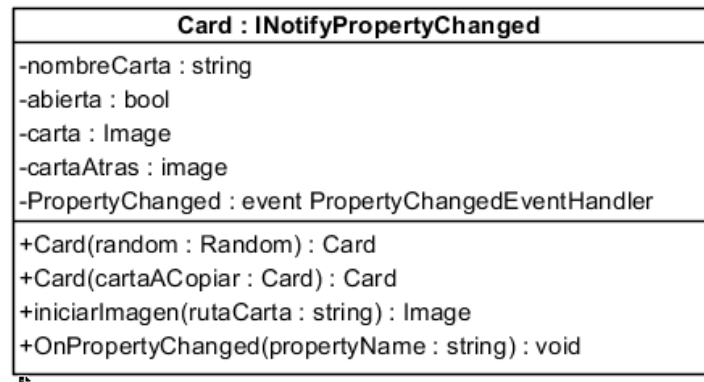 Card : INotifyPropertyChanged
-nombreCarta : string
-abierta : bool
-carta : Image
-cartaAtras : image
-PropertyChanged : event PropertyChangedEventHandler
+Card(random : Random) : Card
+Card(cartaACopiar : Card) : Card
+iniciarImagen(rutaCarta : string) : Image
+OnPropertyChanged(propertyName : string) : void